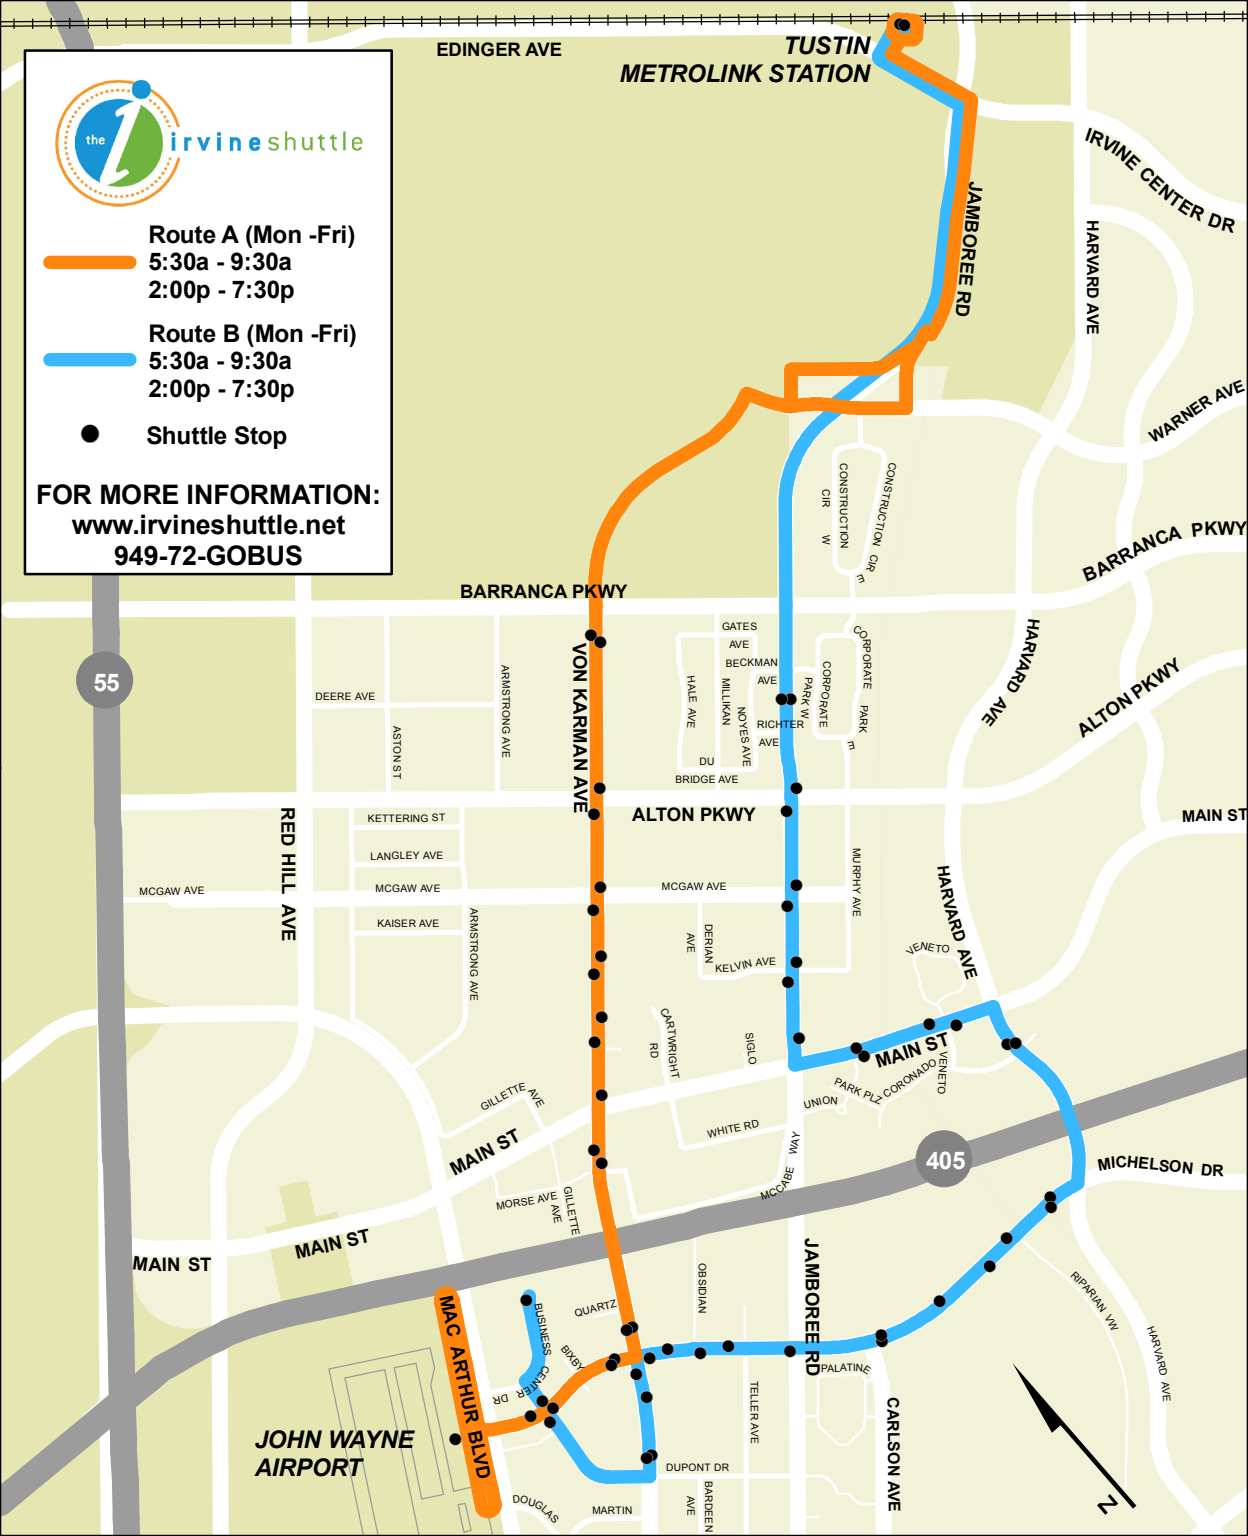 EDINGER AVE
TUSTIN
METROLINK STATION
the
irvineshuttle
Route A (Mon -Fri)
5:30a - 9:30a
2:00p - 7:30p
Route B (Mon -Fri)
5:30a - 9:30a
2:00p - 7:30p
Shuttle Stop
FOR MORE INFORMATION:
www.irvineshuttle.net
949-72-GOBUS
IRVINE CENTER DR
JAMBOREE RD
HARVARD AVE
WARNER AVE
CONSTRUCTION
CIR W
CONSTRUCTION CIR E
BARRANCA PKWY
BARRANCA PKWY
55
VON KARMAN AVE
GATES
AVE
BECKMAN
AVE
HALE AVE
MILLIKAN
NOYES AVE
RICHTER
AVE
DU
BRIDGE AVE
CORPORATE
PARK W
CORPORATE PARK E
HARVARD AVE
ALTON PKWY
DEERE AVE
ASTON ST
ARMSTRONG AVE
ALTON PKWY
MAIN ST
RED HILL AVE
KETTERING ST
LANGLEY AVE
MCGAW AVE
MCGAW AVE
MCGAW AVE
KAISER AVE
ARMSTRONG AVE
MURPHY AVE
HARVARD AVE
DERIAN
AVE
KELVIN AVE
VENETO
CARTWRIGHT
RD
SIGLO
MAIN ST
VENETO
CORONADO
PARK PLZ
UNION
GILLETTE
AVE
WHITE RD
MAIN ST
MCCABE WAY
405
MICHELSON DR
MORSE AVE
GILLETTE
AVE
MAIN ST
MAIN ST
OBSIDIAN
JAMBOREE RD
RIPARIAN VW
HARVARD AVE
QUARTZ
BUSINESS CENTER DR
BIXBY
MAC ARTHUR BLVD
PALATINE
TELLER AVE
CARLSON AVE
JOHN WAYNE
AIRPORT
DUPONT DR
DOUGLAS
MARTIN
BARDEEN
AVE
N